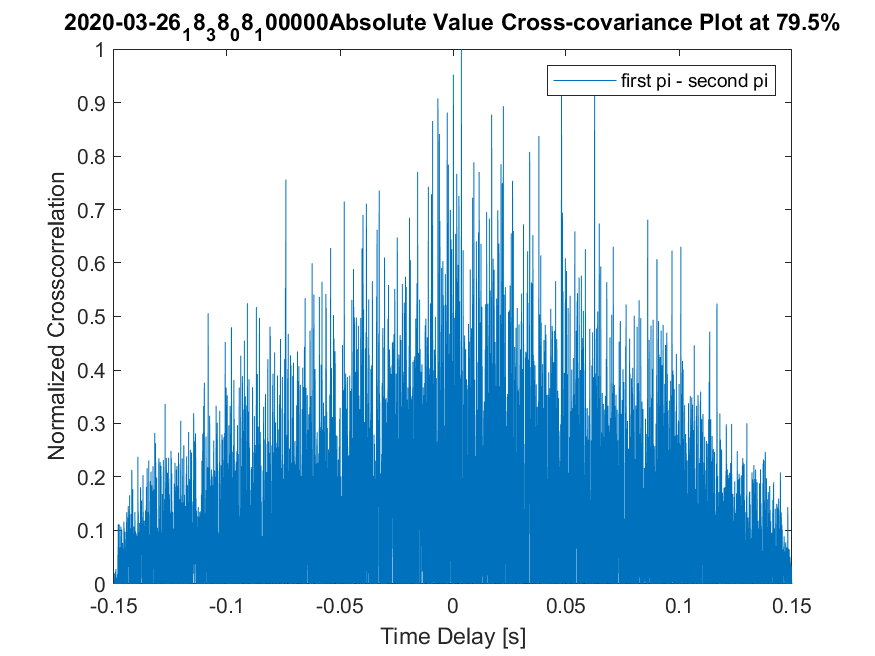 2020-03-26₁8₃8₀8₁00000Absolute Value Cross-covariance Plot at 79.5%
first pi - second pi
Normalized Crosscorrelation
1
0.9
0.8
0.7
0.6
0.5
0.4
0.3
0.2
0.1
0
-0.15 -0.1 -0.05 0 0.05 0.1 0.15
Time Delay [s]